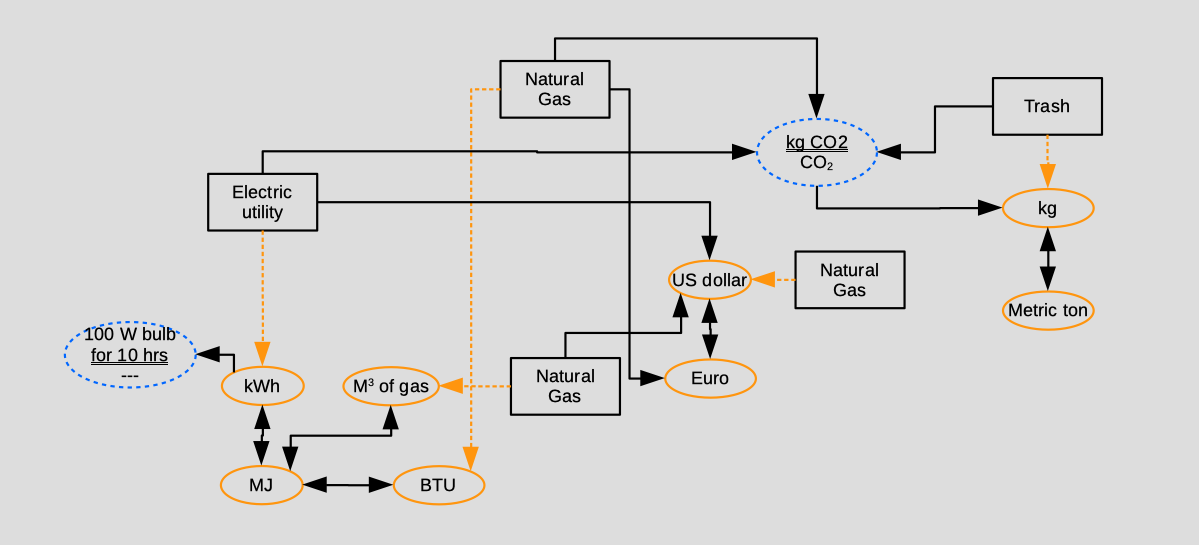 Natural
Gas
Trash
kg CO2
CO₂
Electric
utility
kg
US dollar
Natural
Gas
Metric ton
100 W bulb
for 10 hrs
---
kWh
M³ of gas
Natural
Gas
Euro
MJ
BTU